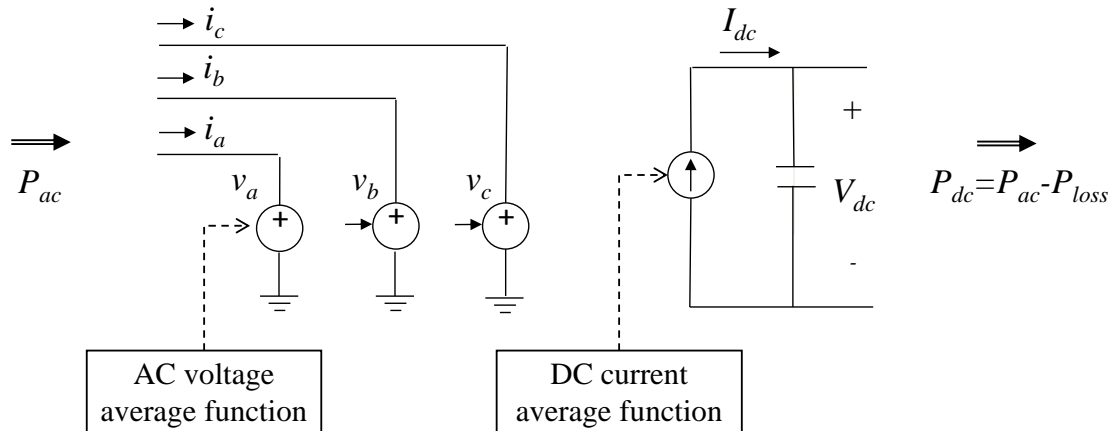 i_c
I_dc
i_b
i_a
P_ac
v_a
v_b
v_c
+
+
+
+
V_dc
-
P_dc=P_ac-P_loss
AC voltage
average function
DC current
average function